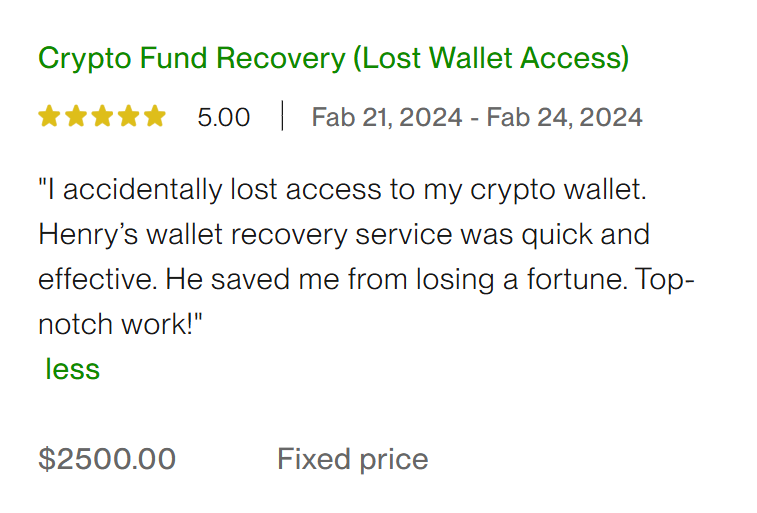 Crypto Fund Recovery (Lost Wallet Access)
5.00 | Fab 21, 2024 - Fab 24, 2024
"I accidentally lost access to my crypto wallet.
Henry’s wallet recovery service was quick and
effective. He saved me from losing a fortune. Top-
notch work!"
less
$2500.00 Fixed price